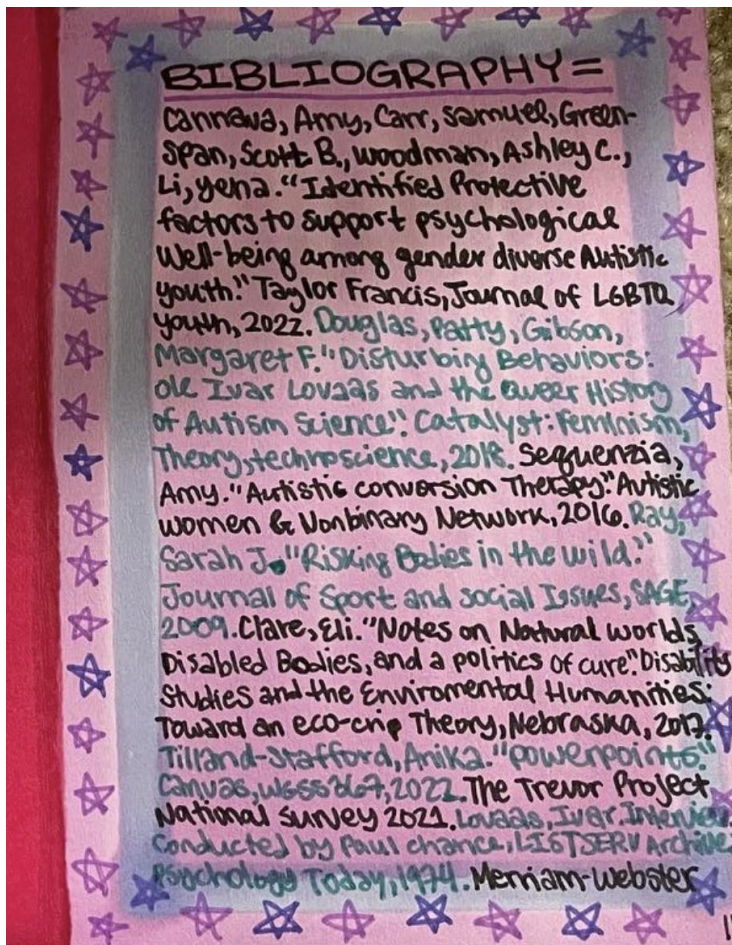 BIBLIOGRAPHY=
Cannava, Amy, Carr, Samuel, Green-
span, Scott B., Woodman, Ashley C.,
Li, Yena. "Identified Protective
factors to support psychological
Well-being among gender diverse Autistic
youth." Taylor Francis, Journal of LGBTQ
youth, 2022. Douglas, Patty, Gibson,
Margaret F. "Disturbing Behaviors:
Ole Ivar Lovaas and the Queer History
of Autism Science". Catalyst: Feminism,
Theory, technoscience, 2018. Sequenzia,
Amy. "Autistic conversion Therapy." Autistic
women & Nonbinary Network, 2016. Ray,
Sarah J. "Risking Bodies in the wild."
Journal of Sport and social Issues, SAGE,
2009. Clare, Eli. "Notes on Natural worlds,
Disabled Bodies, and a politics of cure". Disability
Studies and the Enviromental Humanities:
Toward an eco-crip Theory, Nebraska, 2017.
Tilland-Stafford, Anika. "powerpoints."
Canvas, WGSS 267, 2022. The Trevor Project
National survey 2021. Lovaas, Ivar. Interview.
Conducted by Paul chance, LISTSERV Archive
Psychology Today, 1974. Merriam-Webster